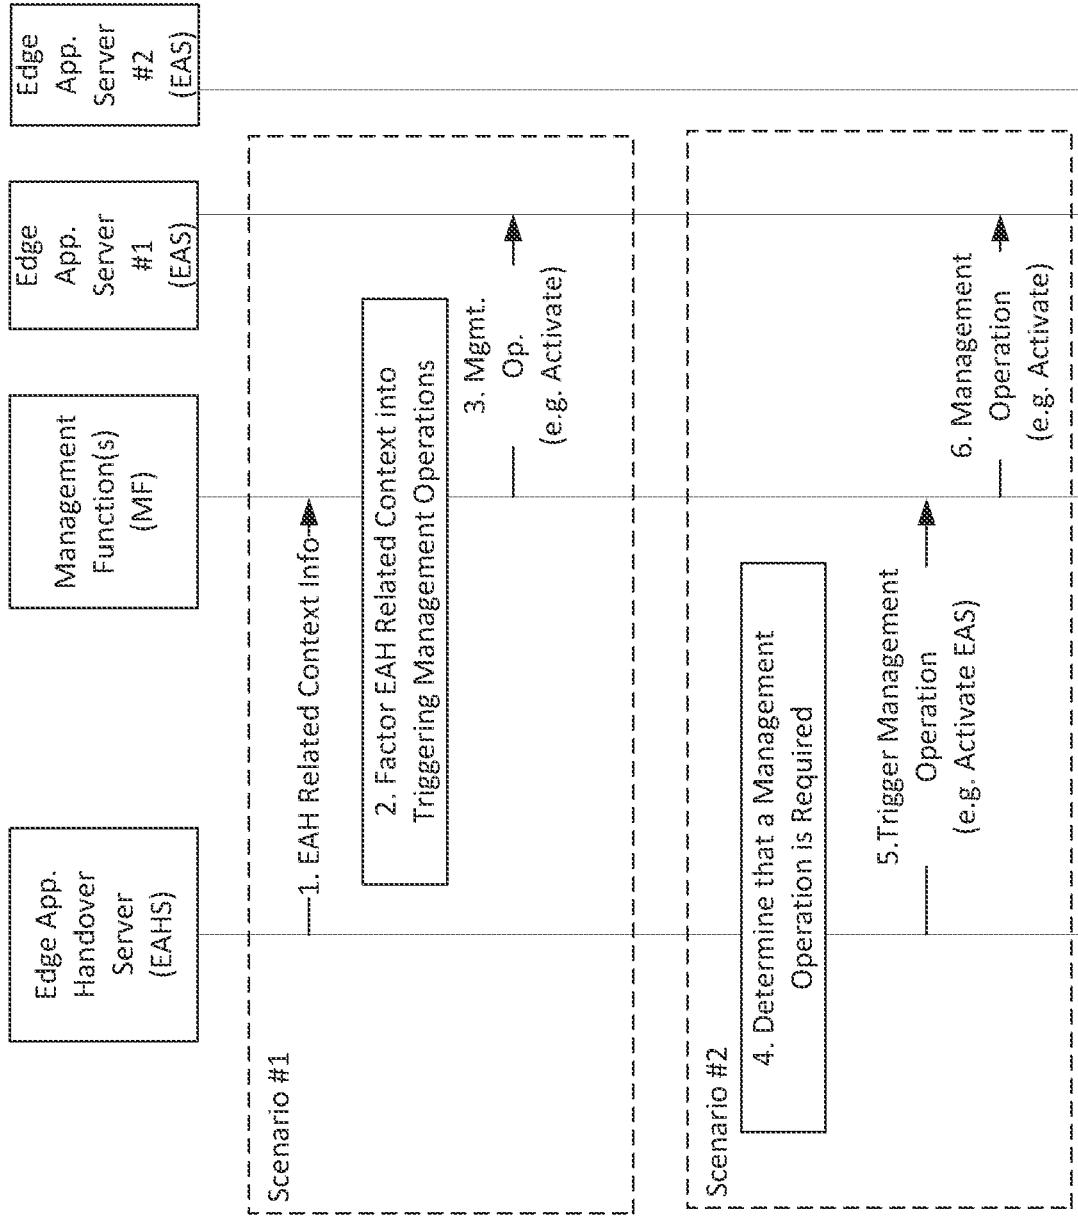 Edge App.
Handover
Server
(EAHS)
Management
Function(s)
(MF)
Edge
App.
Server
#1
(EAS)
Edge
App.
Server
#2
(EAS)
Scenario #1
1. EAH Related Context Info
2. Factor EAH Related Context into
Triggering Management Operations
3. Mgmt.
Op.
(e.g. Activate)
Scenario #2
4. Determine that a Management
Operation is Required
5.Trigger Management
Operation
(e.g. Activate EAS)
6. Management
Operation
(e.g. Activate)